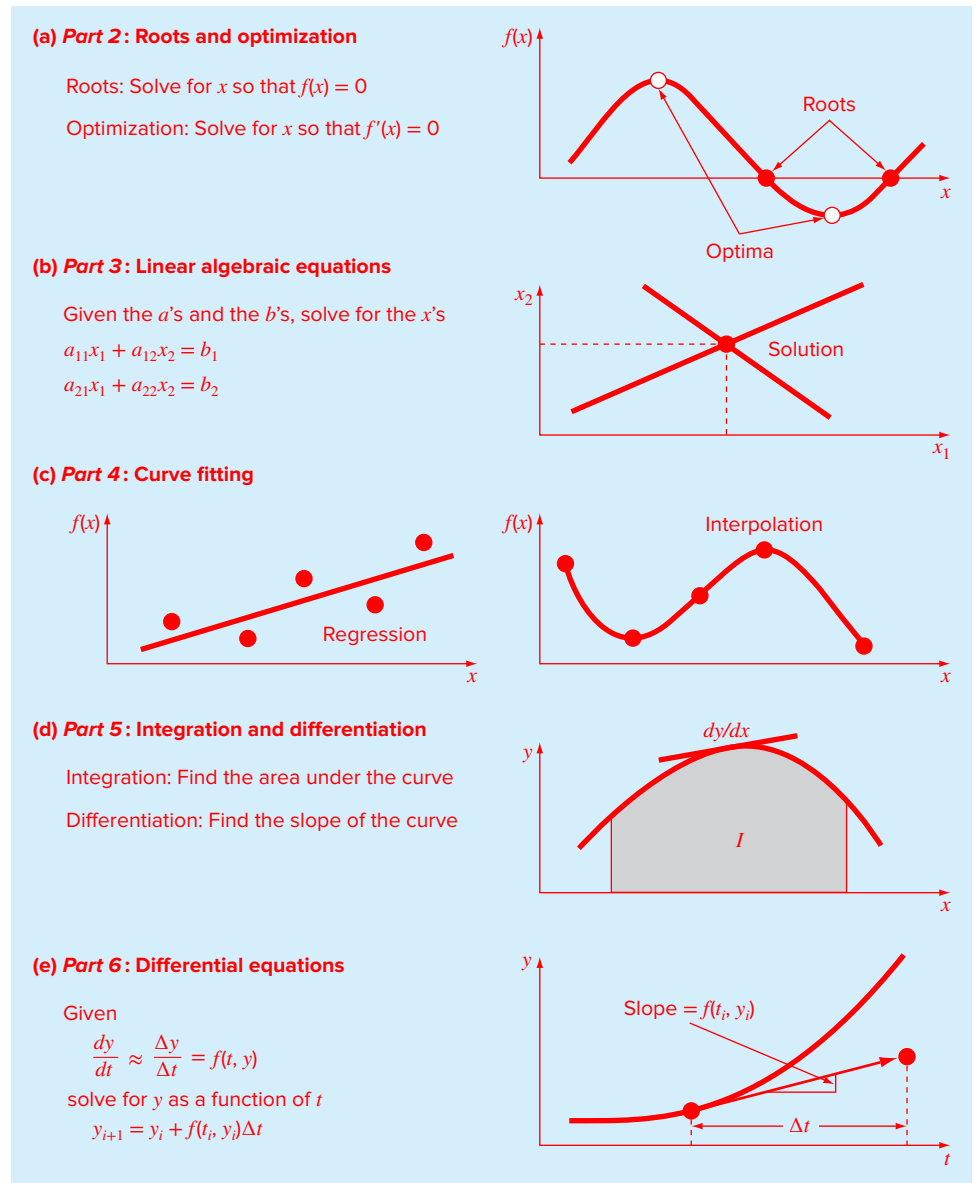 (a) Part 2: Roots and optimization
Roots: Solve for x so that f(x) = 0
Optimization: Solve for x so that f'(x) = 0
f(x)
Roots
x
Optima
(b) Part 3: Linear algebraic equations
Given the a's and the b's, solve for the x's
a₁₁x₁ + a₁₂x₂ = b₁
a₂₁x₁ + a₂₂x₂ = b₂
x₂
Solution
x₁
(c) Part 4: Curve fitting
f(x)
Regression
x
f(x)
Interpolation
x
(d) Part 5: Integration and differentiation
Integration: Find the area under the curve
Differentiation: Find the slope of the curve
y
dy/dx
I
x
(e) Part 6: Differential equations
Given
dy/dt ≈ Δy/Δt = f(t, y)
solve for y as a function of t
yᵢ₊₁ = yᵢ + f(tᵢ, yᵢ)Δt
y
Slope = f(tᵢ, yᵢ)
Δt
t